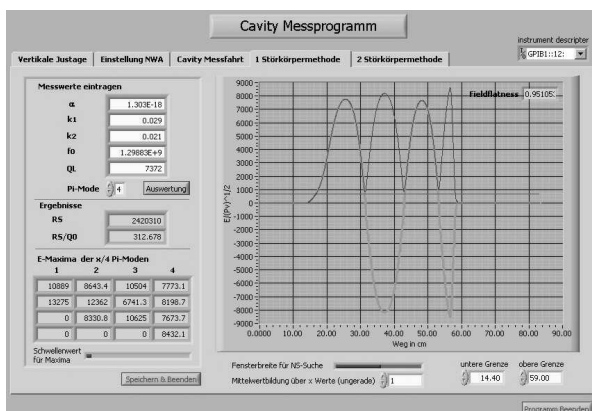 Cavity Messprogramm
instrument descripter
GPIB1::12:
Vertikale Justage Einstellung NWA Cavity Messfahrt 1 Störkörpermethode 2 Störkörpermethode
Messwerte eintragen
α 1.303E-18
k1 0.029
k2 0.021
f0 1.29883E+9
QL 7372
Pi-Mode 4 Auswertung
Ergebnisse
RS 2420310
RS/Q0 312.678
E-Maxima der x/4 Pi-Moden
1 2 3 4
10889 8643.4 10504 7773.1
13275 12362 6741.3 8198.7
0 8330.8 10625 7673.7
0 0 0 8432.1
Schwellenwert
für Maxima
Speichern & Beenden
Fieldflatness 0.95105
E/(Pv)^1/2
9000
8000
7000
6000
5000
4000
3000
2000
1000
0
-1000
-2000
-3000
-4000
-5000
-6000
-7000
-8000
-9000
0.0000 10.00 20.00 30.00 40.00 50.00 60.00 70.00 80.00 90.00
Weg in cm
Fensterbreite für NS-Suche
Mittelwertbildung über x Werte (ungerade) 1
untere Grenze obere Grenze
14.40 59.00
Programm Beenden